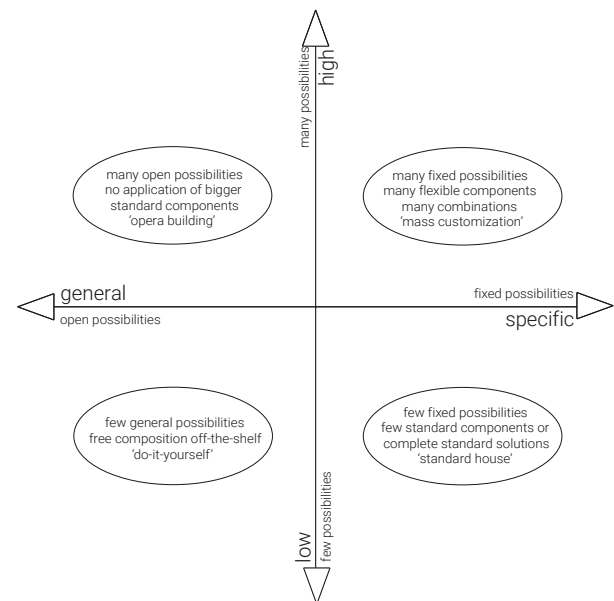 many possibilities
high
many open possibilities
no application of bigger
standard components
‘opera building’
many fixed possibilities
many flexible components
many combinations
‘mass customization’
general
open possibilities
fixed possibilities
specific
few general possibilities
free composition off-the-shelf
‘do-it-yourself’
few fixed possibilities
few standard components or
complete standard solutions
‘standard house’
low
few possibilities